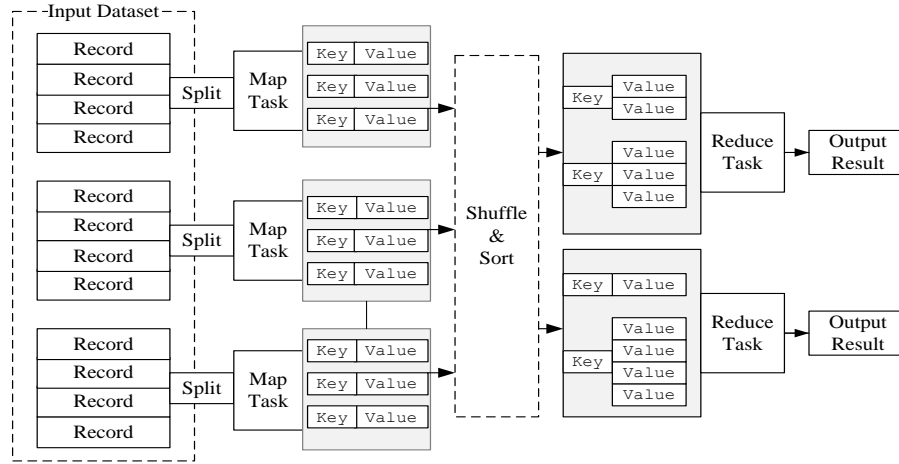 Input Dataset
Record
Record
Record
Record
Split
Map
Task
Key Value
Key Value
Key Value
Record
Record
Record
Record
Split
Map
Task
Key Value
Key Value
Key Value
Record
Record
Record
Record
Split
Map
Task
Key Value
Key Value
Key Value
Shuffle
&
Sort
Key
Value
Value
Key
Value
Value
Value
Reduce
Task
Output
Result
Key Value
Key
Value
Value
Value
Value
Reduce
Task
Output
Result